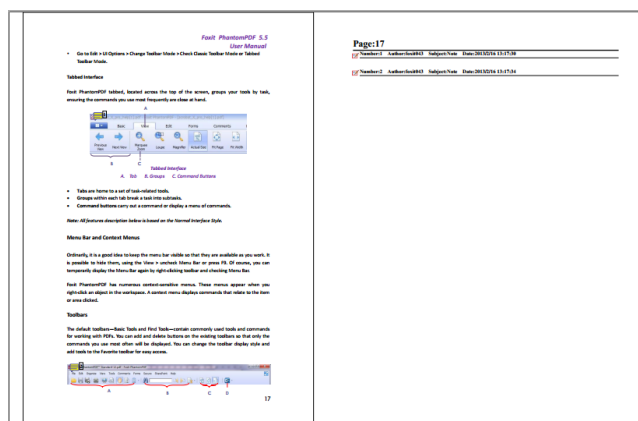 Foxit PhantomPDF 5.5
User Manual
• Go to Edit > UI Options > Change Toolbar Mode > Check Classic Toolbar Mode or Tabbed
Toolbar Mode.
Tabbed Interface
Foxit PhantomPDF tabbed, located across the top of the screen, groups your tools by task,
ensuring the commands you use most frequently are close at hand.
A
Basic View Edit Forms Comments
Previous View Next View Marquee Zoom Loupe Magnifier Actual Size Fit Page Fit Width
B C
Tabbed Interface
A. Tab B. Groups C. Command Buttons
• Tabs are home to a set of task-related tools.
• Groups within each tab break a task into subtasks.
• Command buttons carry out a command or display a menu of commands.
Note: All features description below is based on the Normal Interface Style.
Menu Bar and Context Menus
Ordinarily, it is a good idea to keep the menu bar visible so that they are available as you work. It
is possible to hide them, using the View > uncheck Menu Bar or press F9. Of course, you can
temporarily display the Menu Bar again by right-clicking toolbar and checking Menu Bar.
Foxit PhantomPDF has numerous context-sensitive menus. These menus appear when you
right-click an object in the workspace. A context menu displays commands that relate to the item
or area clicked.
Toolbars
The default toolbars—Basic Tools and Find Tools—contain commonly used tools and commands
for working with PDFs. You can add and delete buttons on the existing toolbars so that only the
commands you use most often will be displayed. You can change the toolbar display style and
add tools to the Favorite toolbar for easy access.
A B C D
17
Page:17
Number:1 Author:foxit043 Subject:Note Date:2013/2/16 13:17:30
Number:2 Author:foxit043 Subject:Note Date:2013/2/16 13:17:34